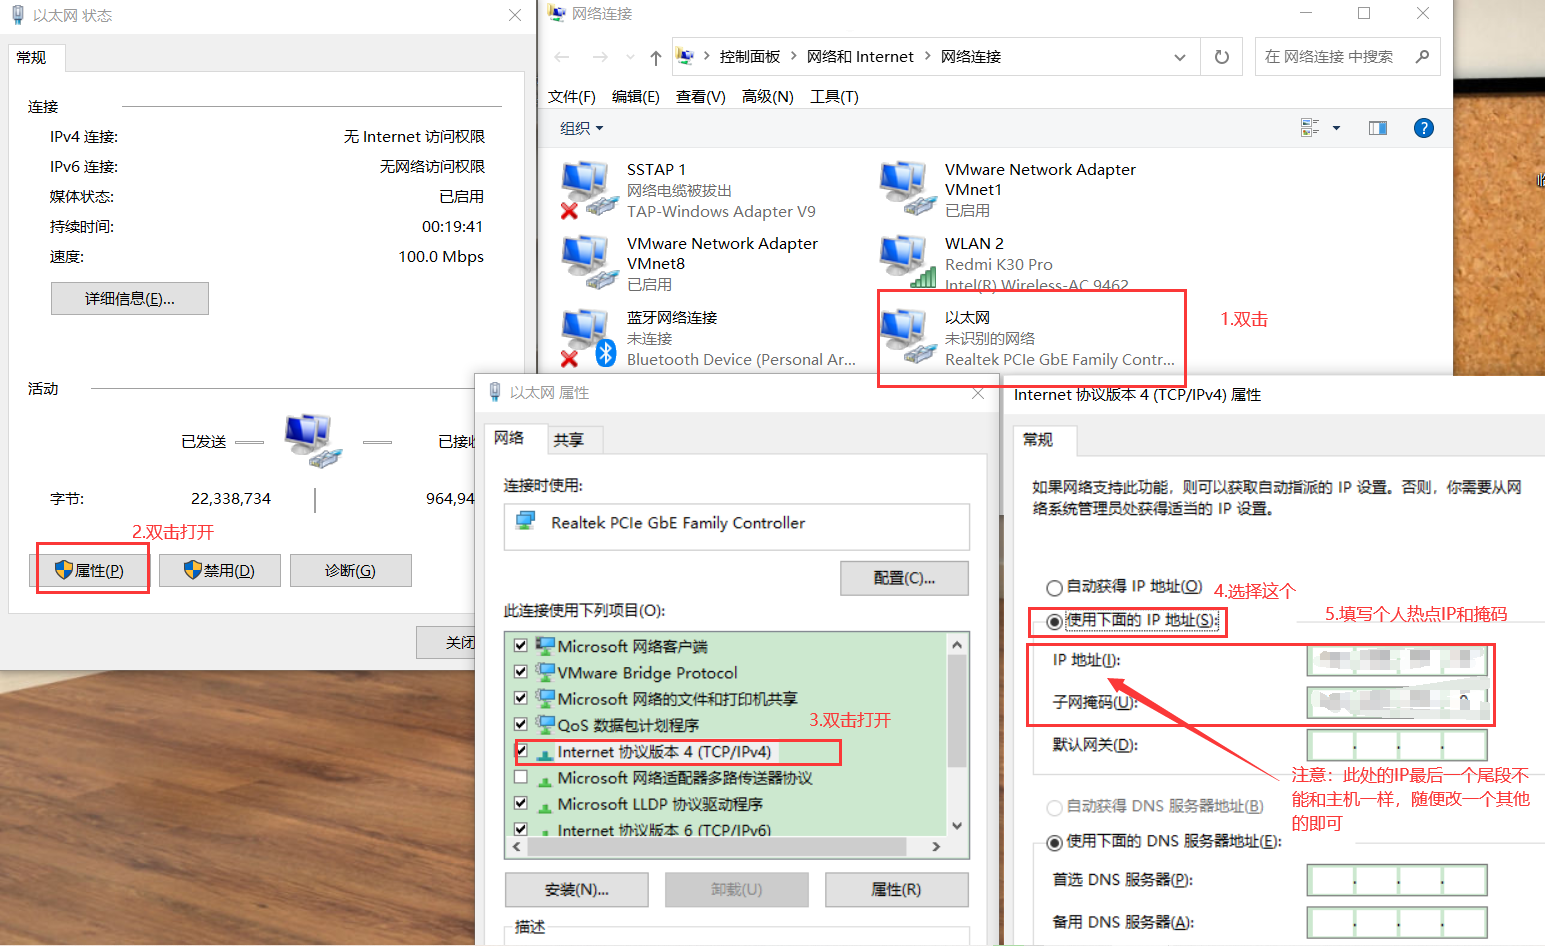 以太网 状态
常规
连接
IPv4 连接: 无 Internet 访问权限
IPv6 连接: 无网络访问权限
媒体状态: 已启用
持续时间: 00:19:41
速度: 100.0 Mbps
详细信息(E)...
活动
已发送
字节: 22,338,734
2.双击打开
属性(P)
禁用(D)
诊断(G)
关闭
网络连接
控制面板 网络和 Internet 网络连接
在 网络连接 中搜索
文件(F) 编辑(E) 查看(V) 高级(N) 工具(T)
组织
SSTAP 1
网络电缆被拔出
TAP-Windows Adapter V9
VMware Network Adapter
VMnet1
已启用
VMware Network Adapter
VMnet8
已启用
WLAN 2
Redmi K30 Pro
Intel(R) Wireless-AC 9462
蓝牙网络连接
未连接
Bluetooth Device (Personal Ar...
以太网
未识别的网络
Realtek PCIe GbE Family Contr...
1.双击
以太网 属性
网络
共享
连接时使用:
Realtek PCIe GbE Family Controller
配置(C)...
此连接使用下列项目(O):
Microsoft 网络客户端
VMware Bridge Protocol
Microsoft 网络的文件和打印机共享
QoS 数据包计划程序
3.双击打开
Internet 协议版本 4 (TCP/IPv4)
Microsoft 网络适配器多路传送器协议
Microsoft LLDP 协议驱动程序
Internet 协议版本 6 (TCP/IPv6)
安装(N)...
卸载(U)
属性(R)
描述
Internet 协议版本 4 (TCP/IPv4) 属性
常规
如果网络支持此功能，则可以获取自动指派的 IP 设置。否则，你需要从网
络系统管理员处获得适当的 IP 设置。
自动获得 IP 地址(O)
4.选择这个
使用下面的 IP 地址(S):
5.填写个人热点IP和掩码
IP 地址(I):
子网掩码(U):
默认网关(D):
注意：此处的IP最后一个尾段不
能和主机一样，随便改一个其他
的即可
自动获得 DNS 服务器地址(B)
使用下面的 DNS 服务器地址(E):
首选 DNS 服务器(P):
备用 DNS 服务器(A):